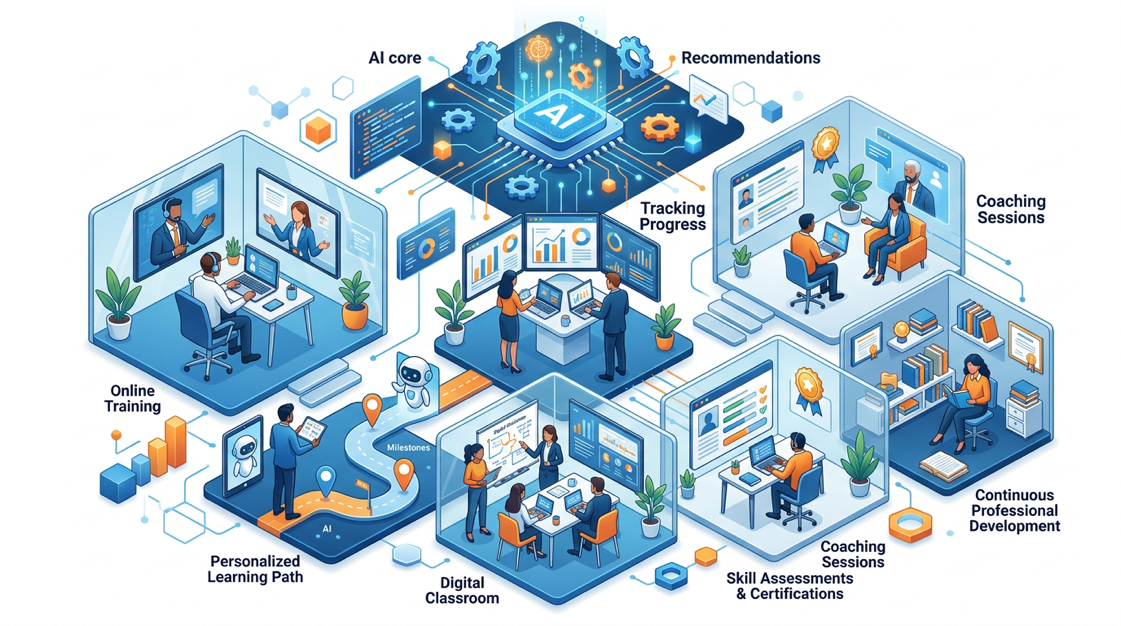 AI core
Recommendations
AI
Tracking
Progress
Coaching
Sessions
Online
Training
Milestones
AI
Personalized
Learning Path
Digital
Classroom
Coaching
Sessions
Skill Assessments
& Certifications
Continuous
Professional
Development